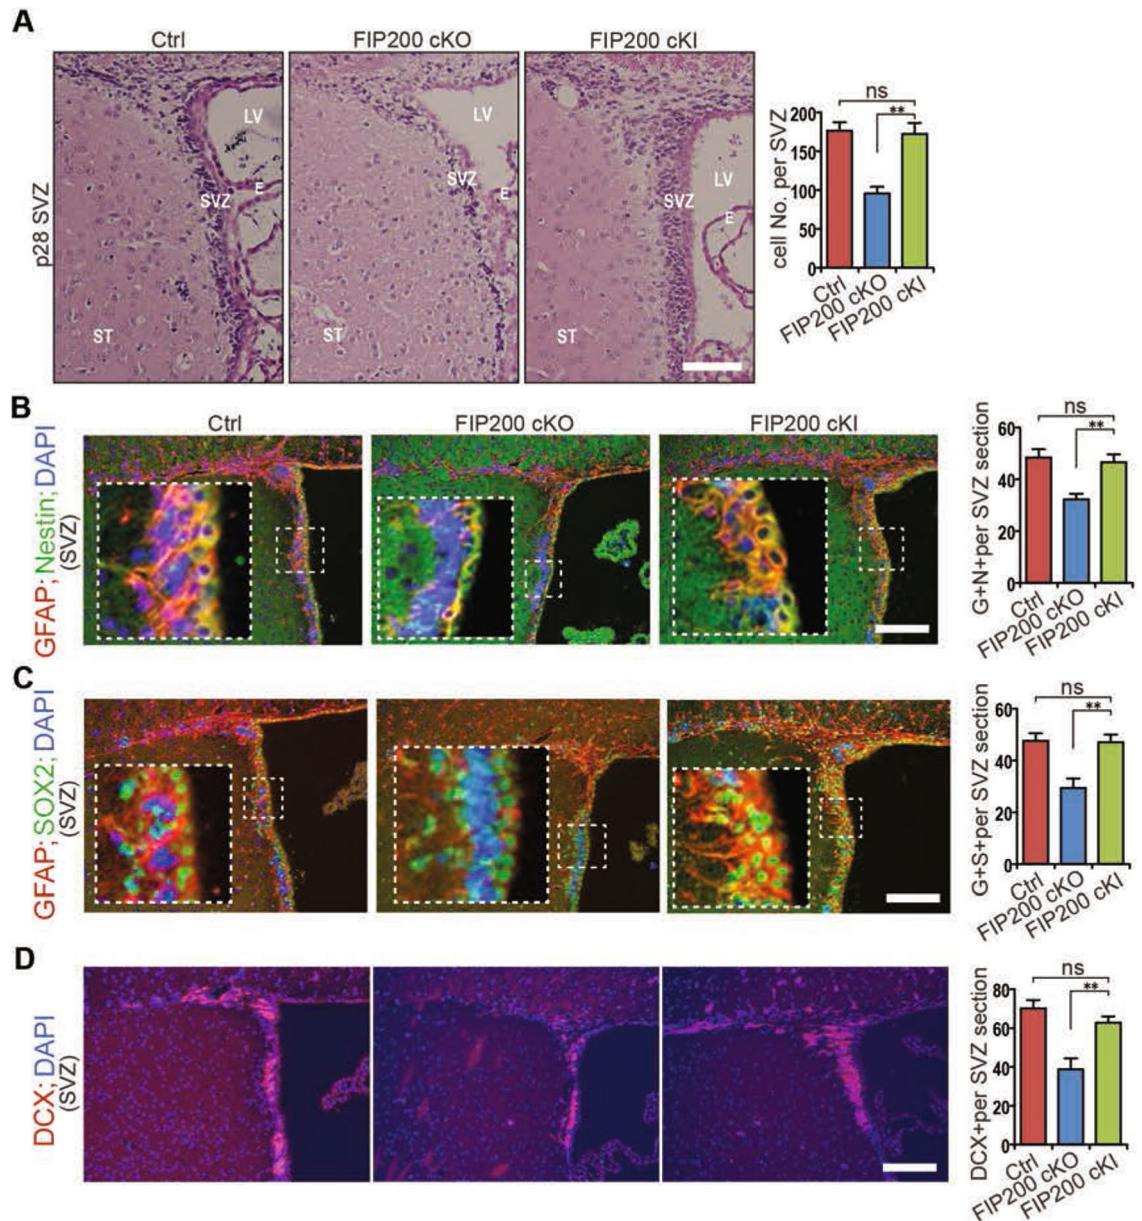 A
Ctrl
FIP200 cKO
FIP200 cKI
p28 SVZ
LV
SVZ
E
ST
LV
SVZ
E
ST
LV
SVZ
E
ST
ns
**
cell No. per SVZ
200
150
100
50
0
Ctrl
FIP200 cKO
FIP200 cKI
B
Ctrl
FIP200 cKO
FIP200 cKI
GFAP; Nestin; DAPI
(SVZ)
ns
**
G+N+per SVZ section
60
40
20
0
Ctrl
FIP200 cKO
FIP200 cKI
C
GFAP; SOX2; DAPI
(SVZ)
ns
**
G+S+per SVZ section
60
40
20
0
Ctrl
FIP200 cKO
FIP200 cKI
D
DCX; DAPI
(SVZ)
ns
**
DCX+per SVZ section
80
60
40
20
0
Ctrl
FIP200 cKO
FIP200 cKI